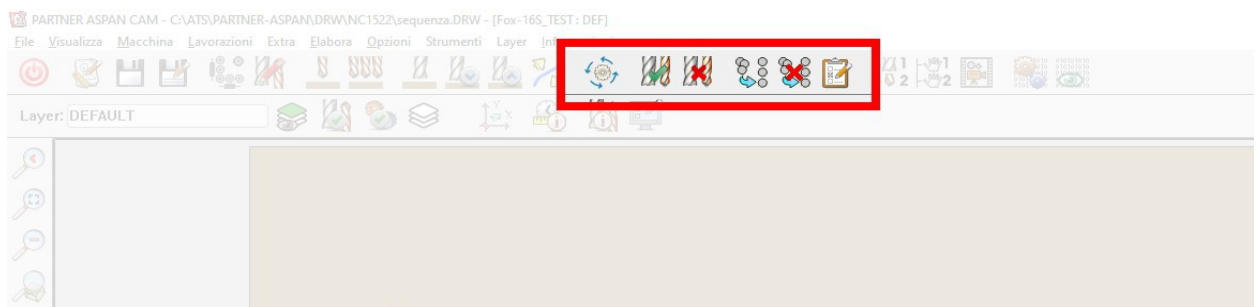 PARTNER ASPAN CAM - C:\ATS\PARTNER-ASPAN\DRW\NC1522\sequenza.DRW - [Fox-16S_TEST : DEF]
File Visualizza Macchina Lavorazioni Extra Elabora Opzioni Strumenti Layer
Layer: DEFAULT